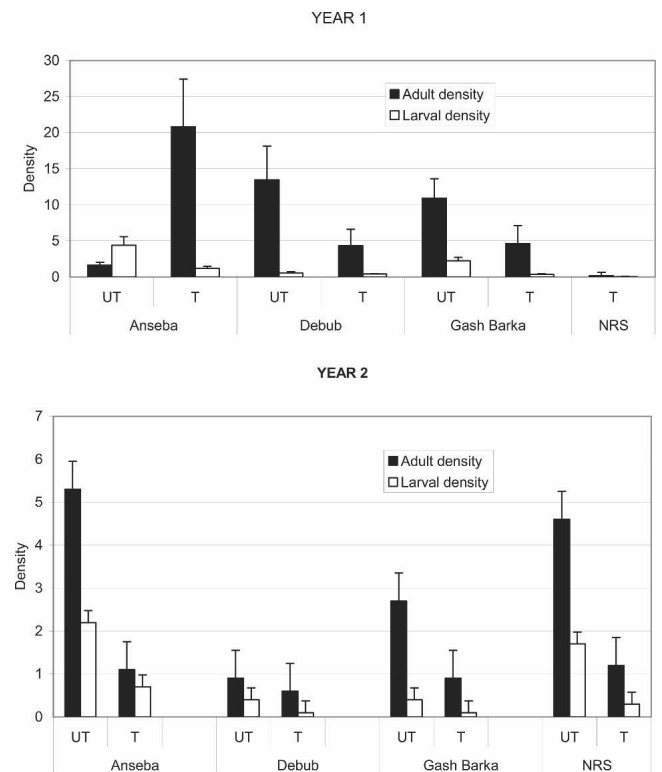 YEAR 1
30
25
20
15
10
5
0
Density
Adult density
Larval density
UT T UT T UT T T
Anseba Debub Gash Barka NRS
YEAR 2
7
6
5
4
3
2
1
0
Density
Adult density
Larval density
UT T UT T UT T UT T
Anseba Debub Gash Barka NRS